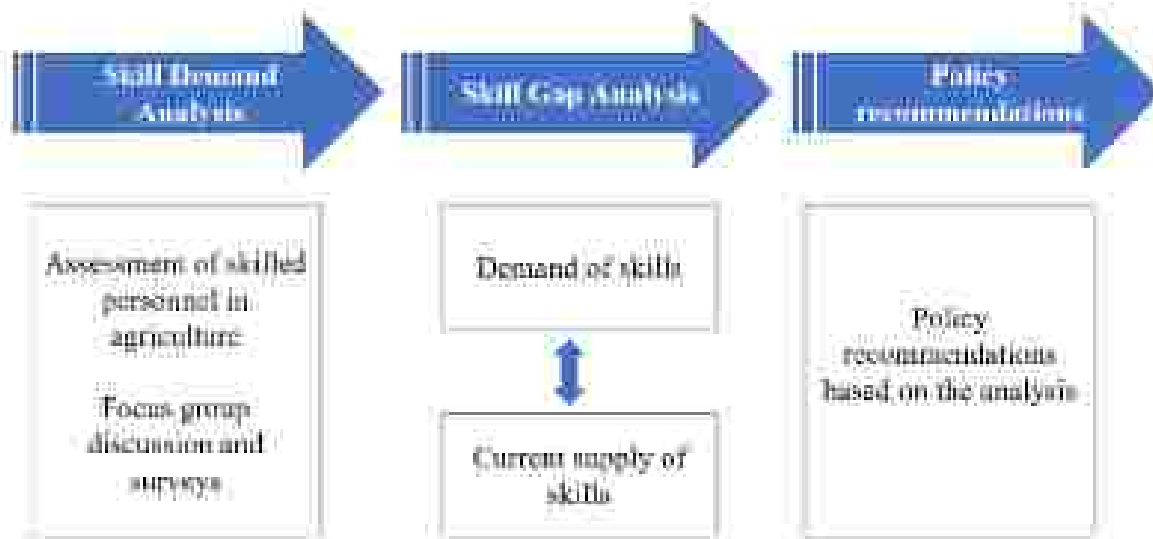 Skill Demand
Analysis
Skill Gap Analysis
Policy
recommendations
Assessment of skilled
personnel in
agriculture
Focus group
discussion and
surveys
Demand of skills
Current supply of
skills
Policy
recommendations
based on the analysis